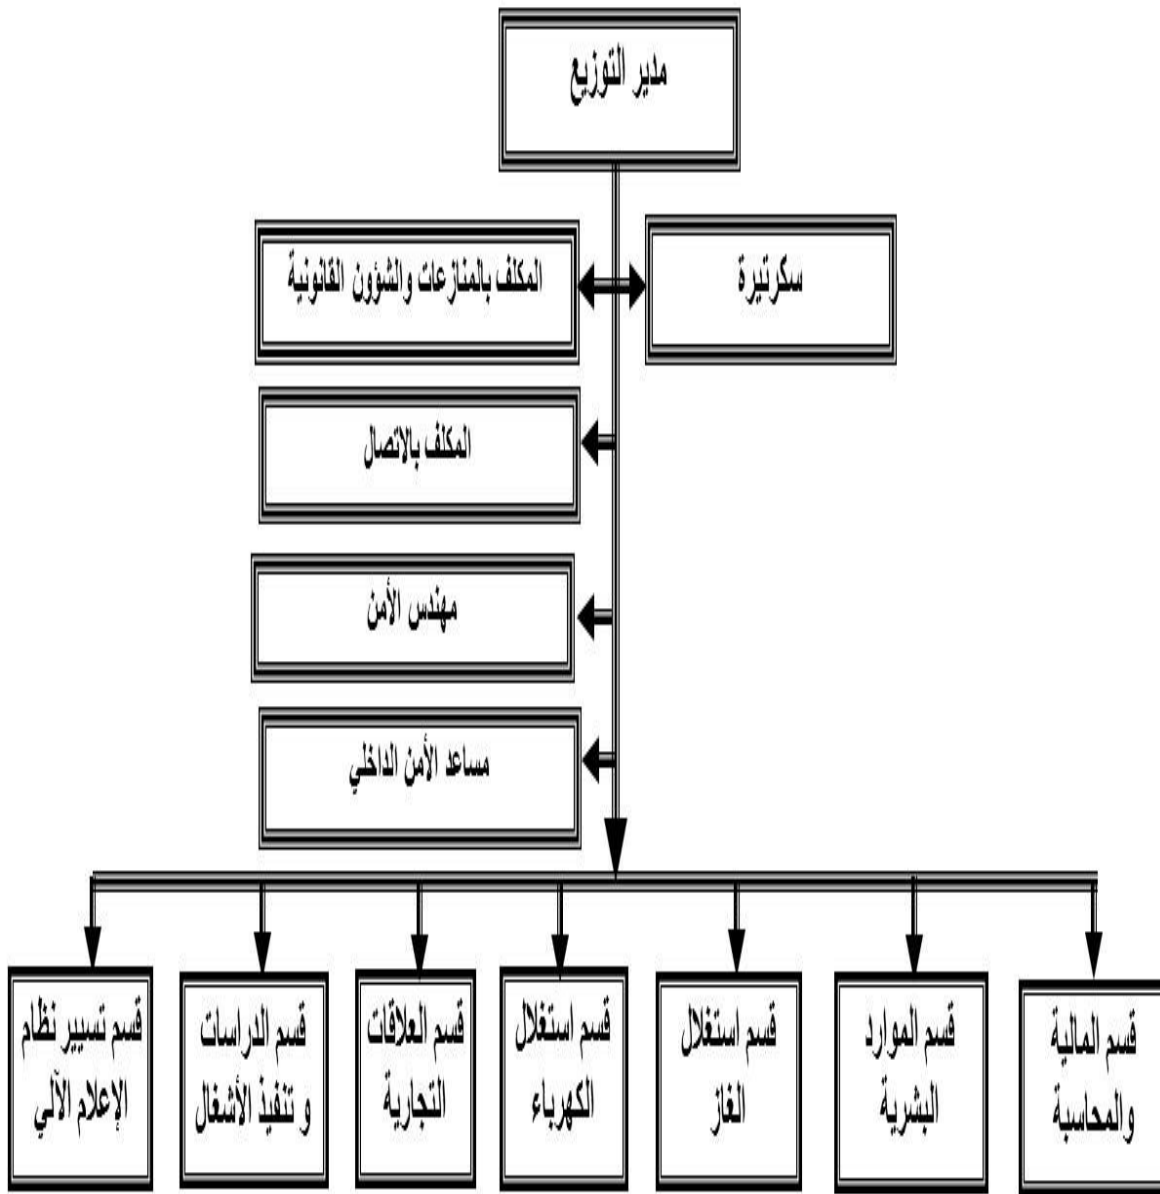 مدير التوزيع
سكرتيرة
المكلف بالمنازعات والشؤون القانونية
المكلف بالاتصال
مهندس الأمن
مساعد الأمن الداخلي
قسم المالية
والمحاسبة
قسم الموارد
البشرية
قسم استغلال
الغاز
قسم استغلال
الكهرباء
قسم العلاقات
التجارية
قسم الدراسات
و تنفيذ الأشغال
قسم تسيير نظام
الإعلام الآلي